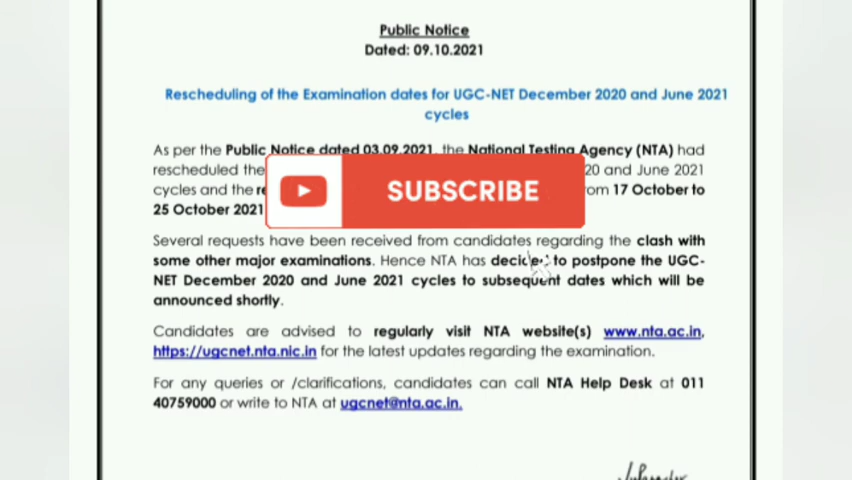 Public Notice
Dated: 09.10.2021
Rescheduling of the Examination dates for UGC-NET December 2020 and June 2021
cycles
As per the Public Notice dated 03.09.2021, the National Testing Agency (NTA) had
rescheduled the 20 and June 2021
cycles and the from 17 October to
25 October 2021
SUBSCRIBE
Several requests have been received from candidates regarding the clash with
some other major examinations. Hence NTA has decided to postpone the UGC-
NET December 2020 and June 2021 cycles to subsequent dates which will be
announced shortly.
Candidates are advised to regularly visit NTA website(s) www.nta.ac.in,
https://ugcnet.nta.nic.in for the latest updates regarding the examination.
For any queries or /clarifications, candidates can call NTA Help Desk at 011
40759000 or write to NTA at ugcnet@nta.ac.in.